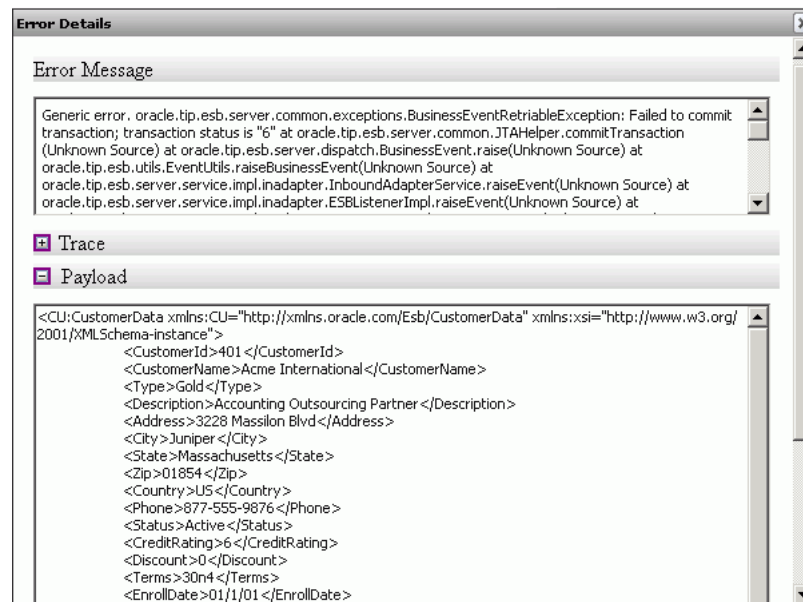 Error Details
Error Message
Generic error. oracle.tip.esb.server.common.exceptions.BusinessEventRetriableException: Failed to commit
transaction; transaction status is "6" at oracle.tip.esb.server.common.JTAHelper.commitTransaction
(Unknown Source) at oracle.tip.esb.server.dispatch.BusinessEvent.raise(Unknown Source) at
oracle.tip.esb.utils.EventUtils.raiseBusinessEvent(Unknown Source) at
oracle.tip.esb.server.service.impl.inadapter.InboundAdapterService.raiseEvent(Unknown Source) at
oracle.tip.esb.server.service.impl.inadapter.ESBListenerImpl.raiseEvent(Unknown Source) at
Trace
Payload
<CU:CustomerData xmlns:CU="http://xmlns.oracle.com/Esb/CustomerData" xmlns:xsi="http://www.w3.org/
2001/XMLSchema-instance">
<CustomerId>401</CustomerId>
<CustomerName>Acme International</CustomerName>
<Type>Gold</Type>
<Description>Accounting Outsourcing Partner</Description>
<Address>3228 Massilon Blvd</Address>
<City>Juniper</City>
<State>Massachusetts</State>
<Zip>01854</Zip>
<Country>US</Country>
<Phone>877-555-9876</Phone>
<Status>Active</Status>
<CreditRating>6</CreditRating>
<Discount>0</Discount>
<Terms>30n4</Terms>
<EnrollDate>01/1/01</EnrollDate>